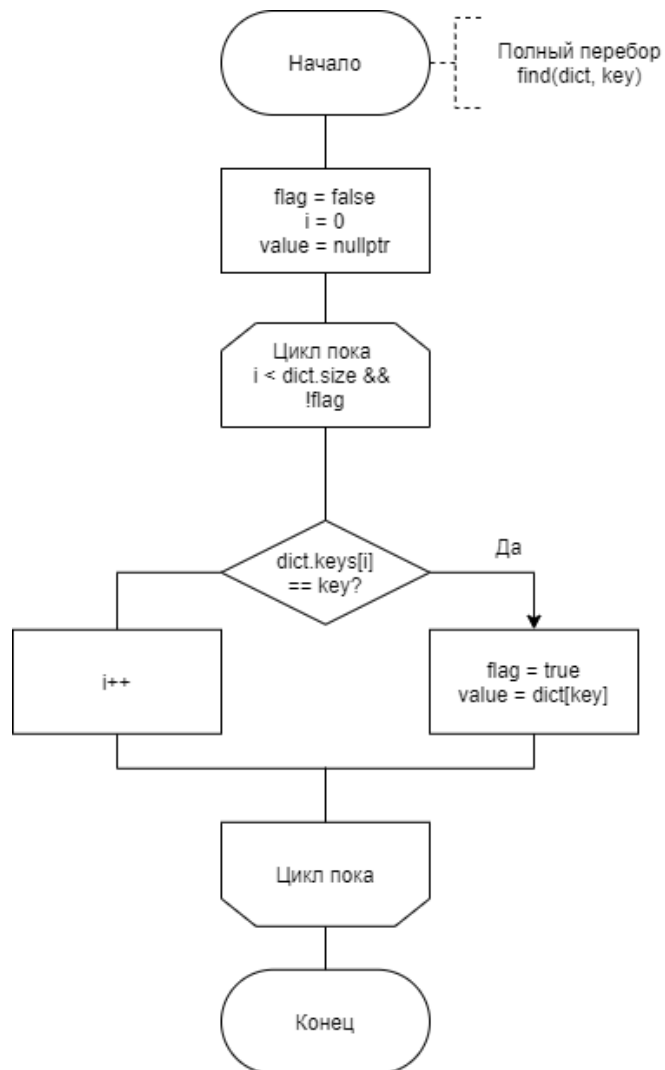 Начало
Полный перебор
find(dict, key)
flag = false
i = 0
value = nullptr
Цикл пока
i < dict.size &&
!flag
dict.keys[i]
== key?
Да
i++
flag = true
value = dict[key]
Цикл пока
Конец